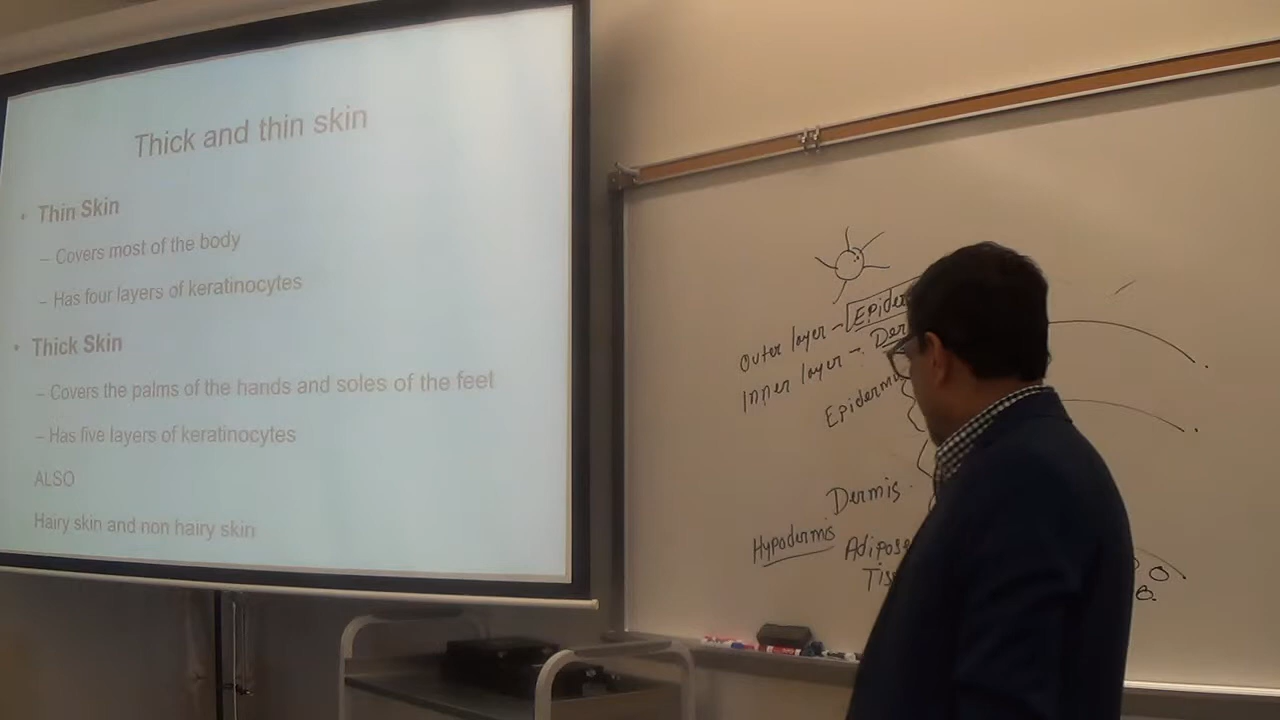 Thick and thin skin
• Thin Skin
– Covers most of the body
– Has four layers of keratinocytes
• Thick Skin
– Covers the palms of the hands and soles of the feet
– Has five layers of keratinocytes
ALSO
Hairy skin and non hairy skin
Outer layer –
Inner layer –
Dermis
Hypodermis
Adipose